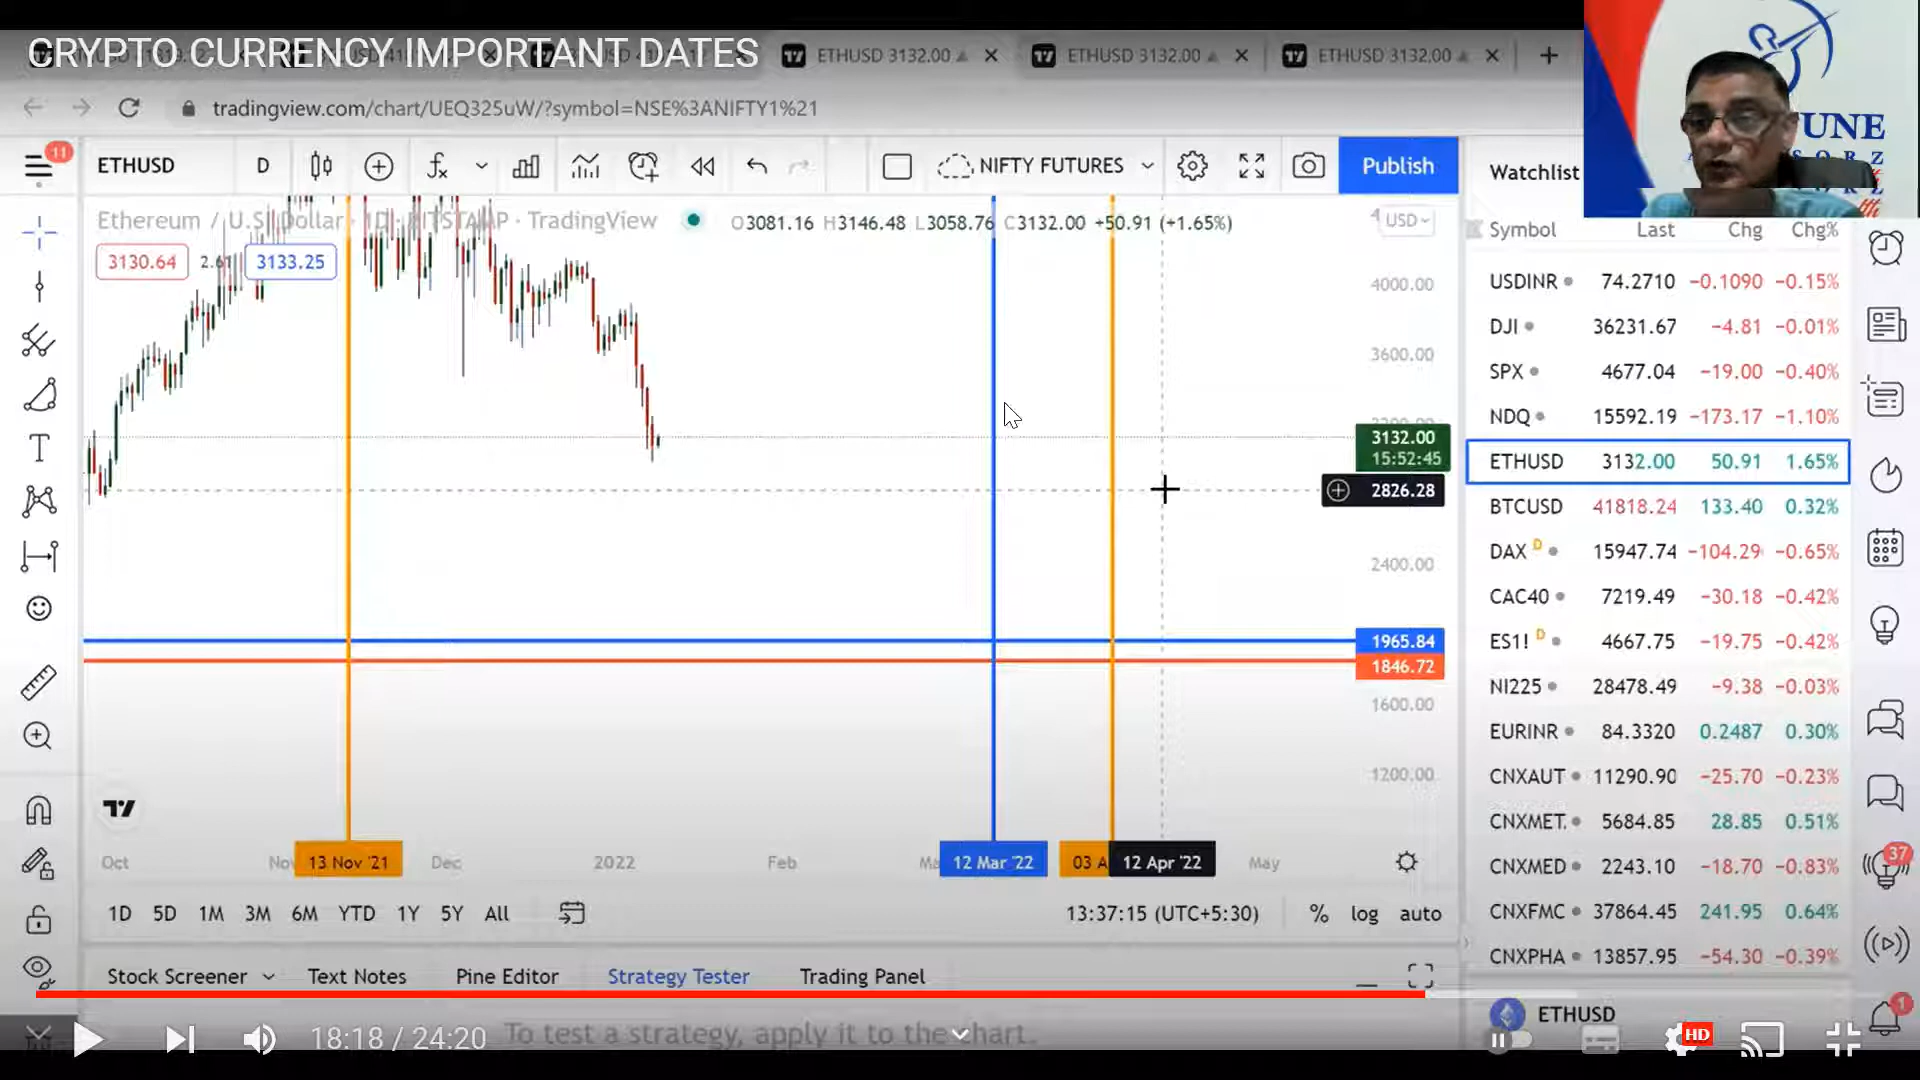 CRYPTO CURRENCY IMPORTANT DATES
ETHUSD 3132.00
ETHUSD 3132.00
ETHUSD 3132.00
tradingview.com/chart/UEQ325uW/?symbol=NSE%3ANIFTY1%21
11
ETHUSD
D
NIFTY FUTURES
Publish
Watchlist
UNE
Ethereum / U.S. Dollar · 1D · BITSTAMP · TradingView
O3081.16 H3146.48 L3058.76 C3132.00 +50.91 (+1.65%)
USD
3130.64
2.61
3133.25
4000.00
3600.00
3132.00
15:52:45
2826.28
2400.00
1965.84
1846.72
1600.00
1200.00
Oct
13 Nov '21
Dec
2022
Feb
12 Mar '22
03 A
12 Apr '22
May
1D 5D 1M 3M 6M YTD 1Y 5Y All
13:37:15 (UTC+5:30)
% log auto
Symbol Last Chg Chg%
USDINR 74.2710 −0.1090 −0.15%
DJI 36231.67 −4.81 −0.01%
SPX 4677.04 −19.00 −0.40%
NDQ 15592.19 −173.17 −1.10%
ETHUSD 3132.00 50.91 1.65%
BTCUSD 41818.24 133.40 0.32%
DAX D 15947.74 −104.29 −0.65%
CAC40 7219.49 −30.18 −0.42%
ES1! D 4667.75 −19.75 −0.42%
NI225 28478.49 −9.38 −0.03%
EURINR 84.3320 0.2487 0.30%
CNXAUT 11290.90 −25.70 −0.23%
CNXMET. 5684.85 28.85 0.51%
CNXMED 2243.10 −18.70 −0.83%
CNXFMC 37864.45 241.95 0.64%
CNXPHA 13857.95 −54.30 −0.39%
37
Stock Screener Text Notes Pine Editor Strategy Tester Trading Panel
ETHUSD
1
18:18 / 24:20
To test a strategy, apply it to the chart.
HD